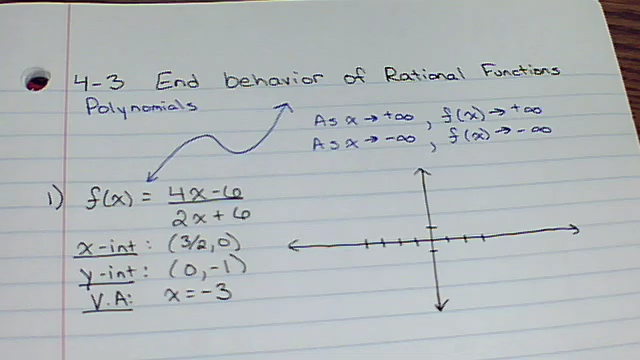 4-3 End behavior of Rational Functions
Polynomials
As x → +∞, f(x) → +∞
As x → -∞, f(x) → -∞
1) f(x) = 4x-6
2x+6
x-int: (3/2, 0)
y-int: (0, -1)
V.A: x = -3